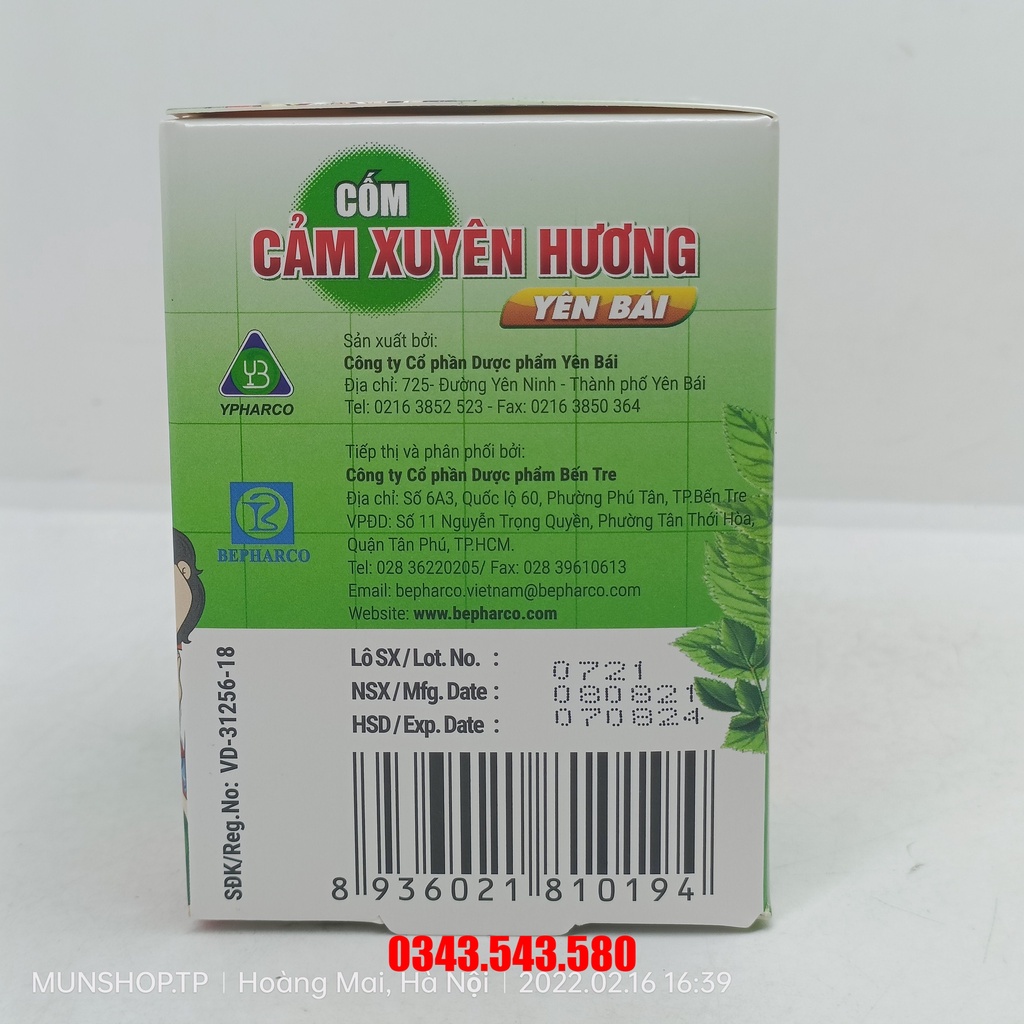 CỐM
CẢM XUYÊN HƯƠNG
YÊN BÁI
Sản xuất bởi:
Công ty Cổ phần Dược phẩm Yên Bái
Địa chỉ: 725- Đường Yên Ninh - Thành phố Yên Bái
Tel: 0216 3852 523 - Fax: 0216 3850 364
YPHARCO
Tiếp thị và phân phối bởi:
Công ty Cổ phần Dược phẩm Bến Tre
Địa chỉ: Số 6A3, Quốc lộ 60, Phường Phú Tân, TP.Bến Tre
VPĐD: Số 11 Nguyễn Trọng Quyền, Phường Tân Thới Hòa,
Quận Tân Phú, TP.HCM.
Tel: 028 36220205/ Fax: 028 39610613
Email: bepharco.vietnam@bepharco.com
Website: www.bepharco.com
BEPHARCO
SĐK/Reg.No: VD-31256-18
Lô SX/Lot. No. : 0721
NSX/Mfg. Date : 080821
HSD/Exp. Date : 070824
8 936021 810194
0343.543.580
MUNSHOP.TP | Hoàng Mai, Hà Nội | 2022.02.16 16:39